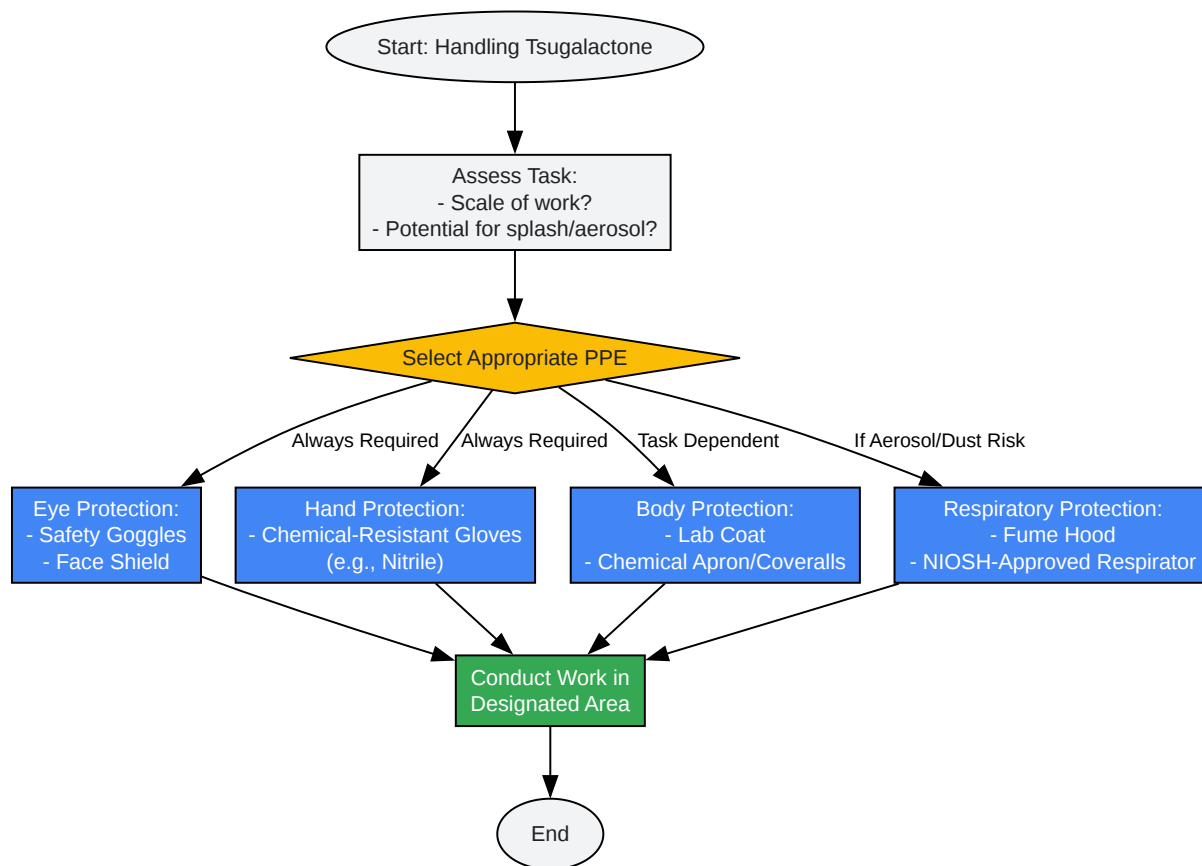 Start: Handling Tsugalactone
Assess Task:
- Scale of work?
- Potential for splash/aerosol?
Select Appropriate PPE
Always Required
Always Required
Task Dependent
If Aerosol/Dust Risk
Eye Protection:
- Safety Goggles
- Face Shield
Hand Protection:
- Chemical-Resistant Gloves
(e.g., Nitrile)
Body Protection:
- Lab Coat
- Chemical Apron/Coveralls
Respiratory Protection:
- Fume Hood
- NIOSH-Approved Respirator
Conduct Work in
Designated Area
End